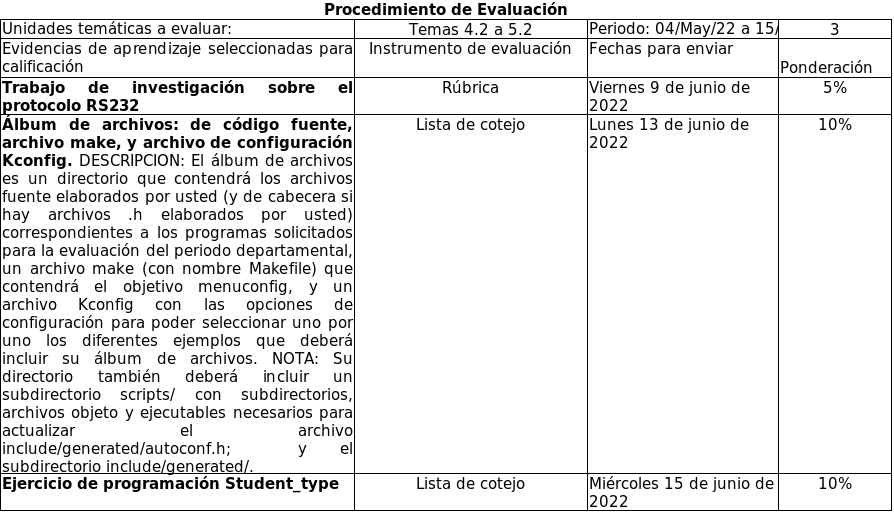 Procedimiento de Evaluación
Unidades temáticas a evaluar:
Temas 4.2 a 5.2
Periodo: 04/May/22 a 15/
3
Evidencias de aprendizaje seleccionadas para
calificación
Instrumento de evaluación
Fechas para enviar
Ponderación
Trabajo de investigación sobre el
protocolo RS232
Rúbrica
Viernes 9 de junio de
2022
5%
Álbum de archivos: de código fuente,
archivo make, y archivo de configuración
Kconfig. DESCRIPCION: El álbum de archivos
es un directorio que contendrá los archivos
fuente elaborados por usted (y de cabecera si
hay archivos .h elaborados por usted)
correspondientes a los programas solicitados
para la evaluación del periodo departamental,
un archivo make (con nombre Makefile) que
contendrá el objetivo menuconfig, y un
archivo Kconfig con las opciones de
configuración para poder seleccionar uno por
uno los diferentes ejemplos que deberá
incluir su álbum de archivos. NOTA: Su
directorio también deberá incluir un
subdirectorio scripts/ con subdirectorios,
archivos objeto y ejecutables necesarios para
actualizar el archivo
include/generated/autoconf.h; y el
subdirectorio include/generated/.
Lista de cotejo
Lunes 13 de junio de
2022
10%
Ejercicio de programación Student_type
Lista de cotejo
Miércoles 15 de junio de
2022
10%